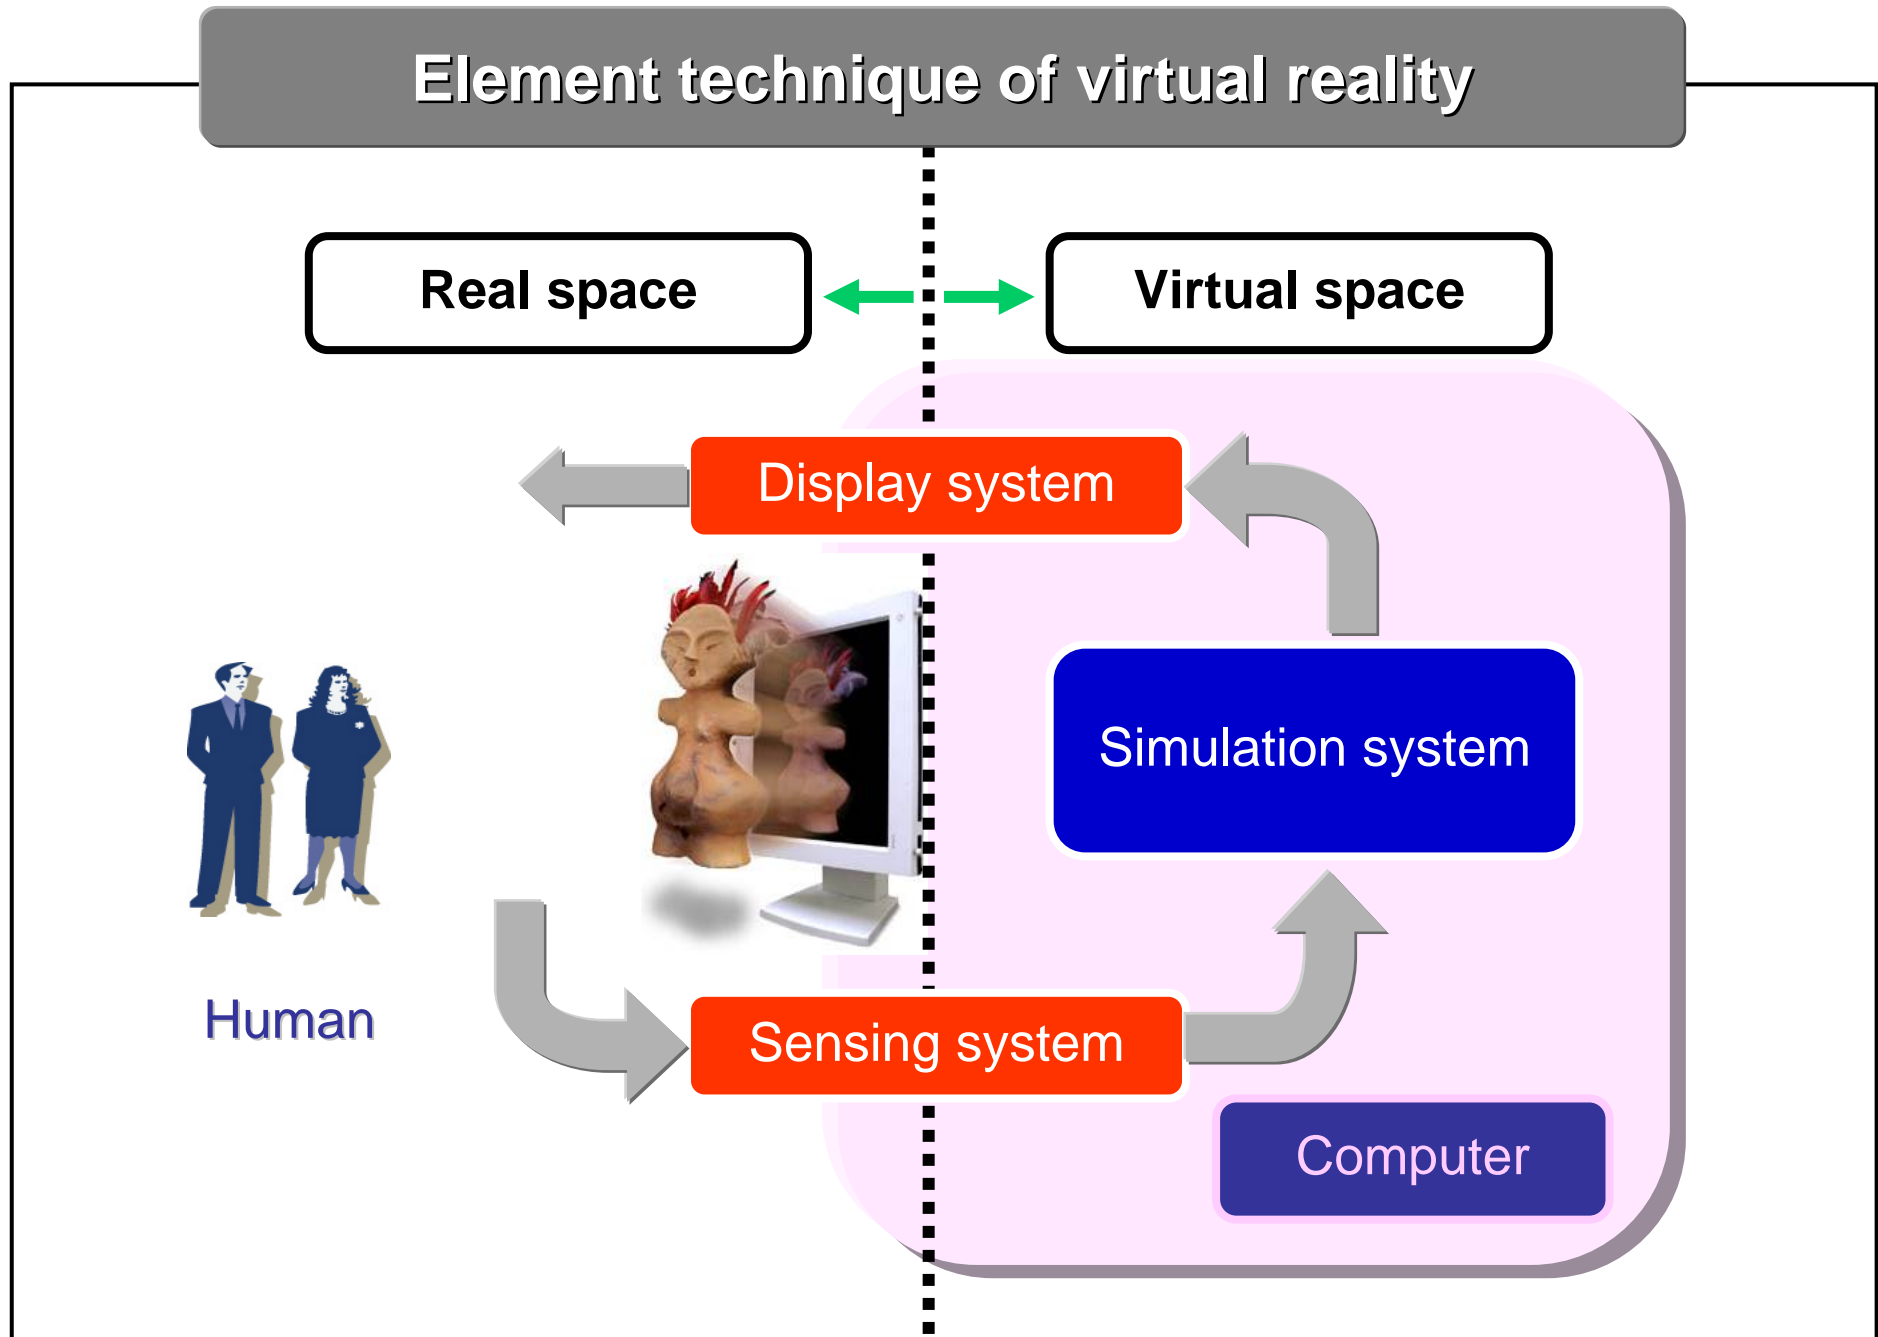 Element technique of virtual reality
Real space
Virtual space
Display system
Simulation system
Human
Sensing system
Computer